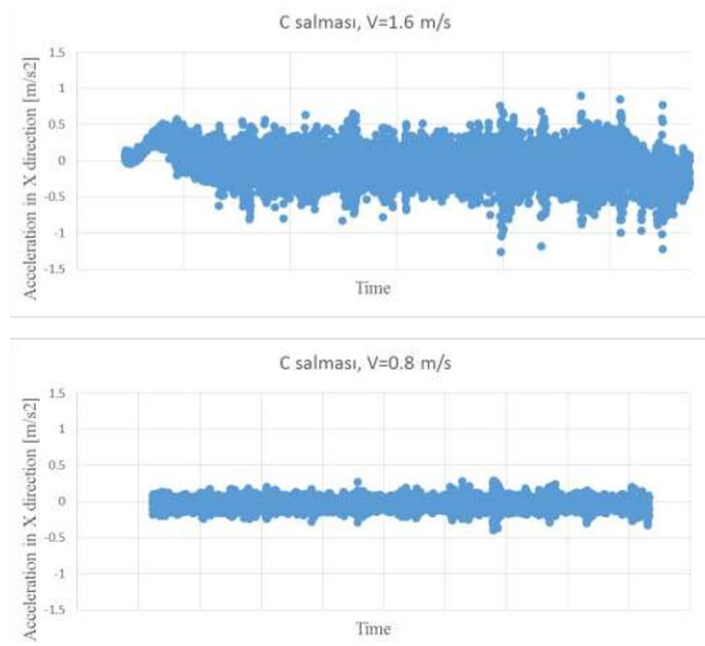 C salması, V=1.6 m/s
Acceleration in X direction [m/s2]
1.5
1
0.5
0
-0.5
-1
-1.5
Time
C salması, V=0.8 m/s
Acceleration in X direction [m/s2]
1.5
1
0.5
0
-0.5
-1
-1.5
Time